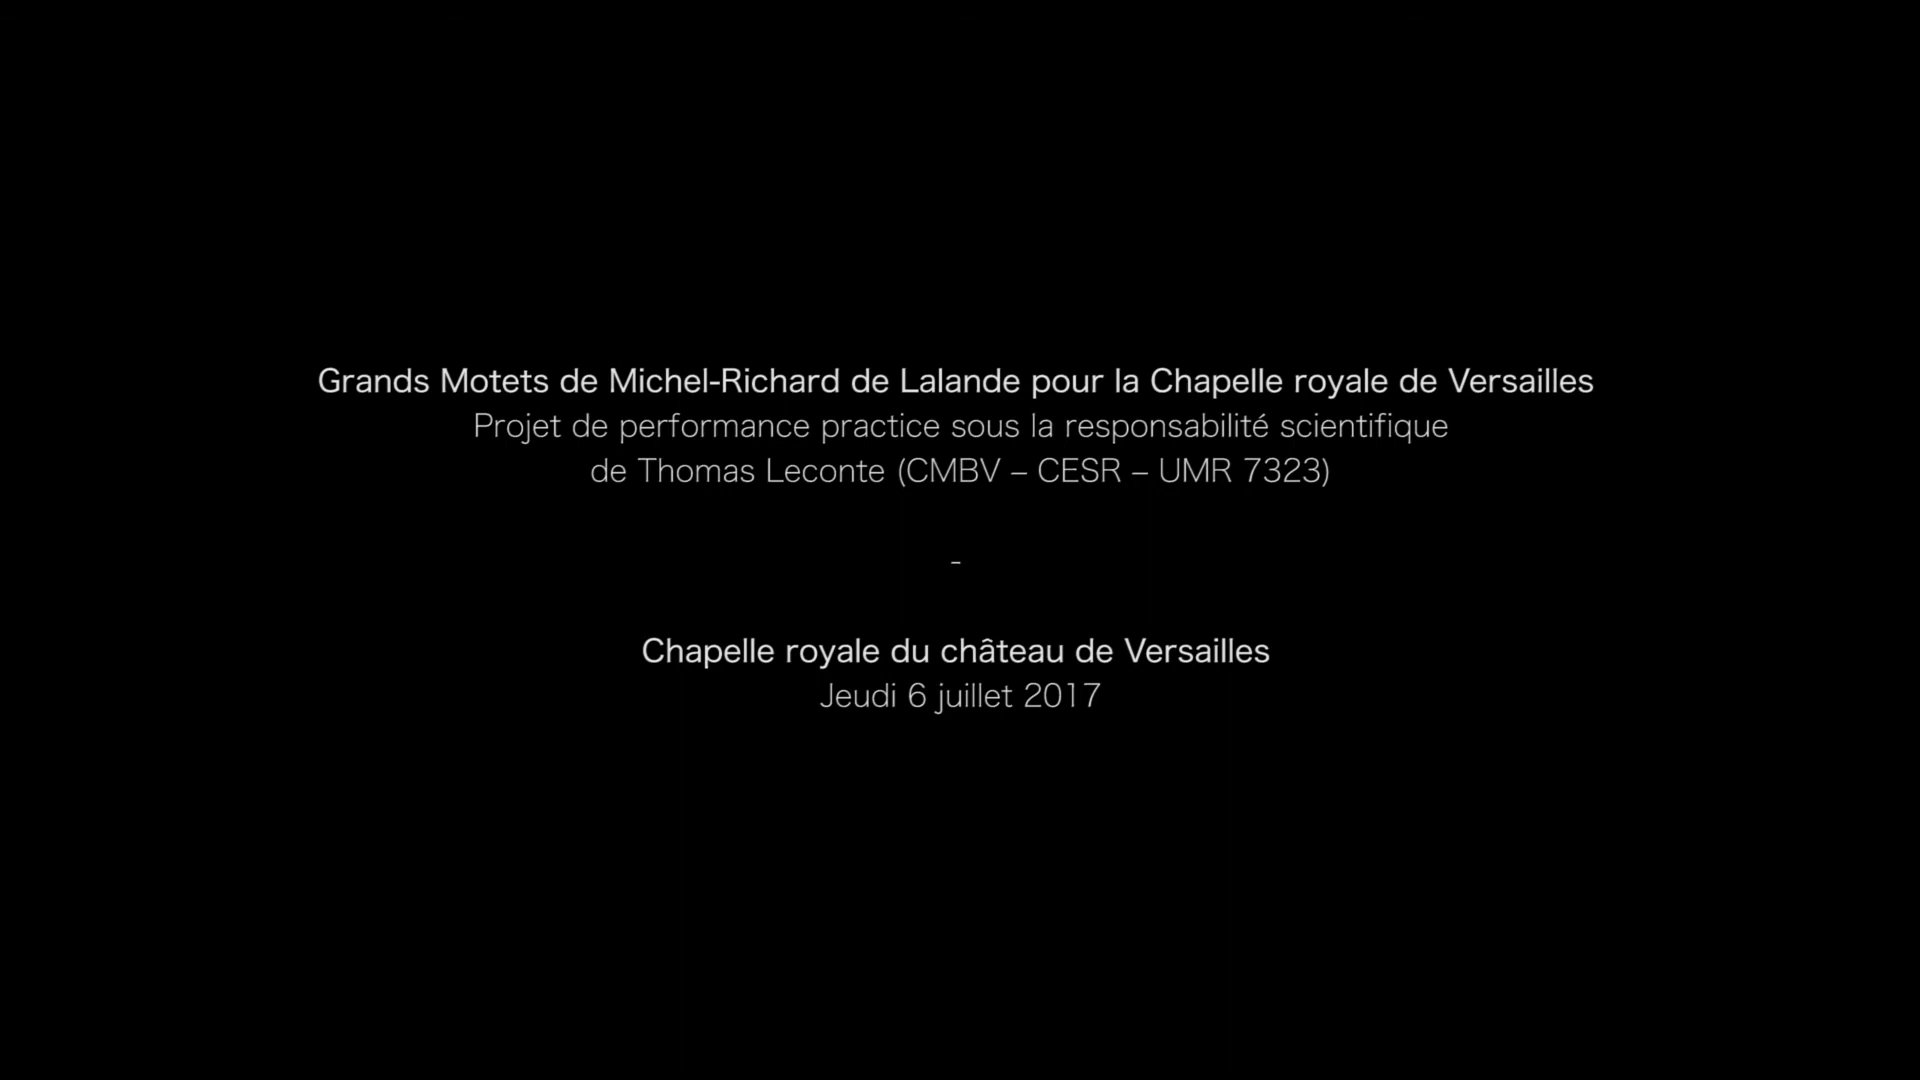 Grands Motets de Michel-Richard de Lalande pour la Chapelle royale de Versailles
Projet de performance practice sous la responsabilité scientifique
de Thomas Leconte (CMBV – CESR – UMR 7323)
-
Chapelle royale du château de Versailles
Jeudi 6 juillet 2017